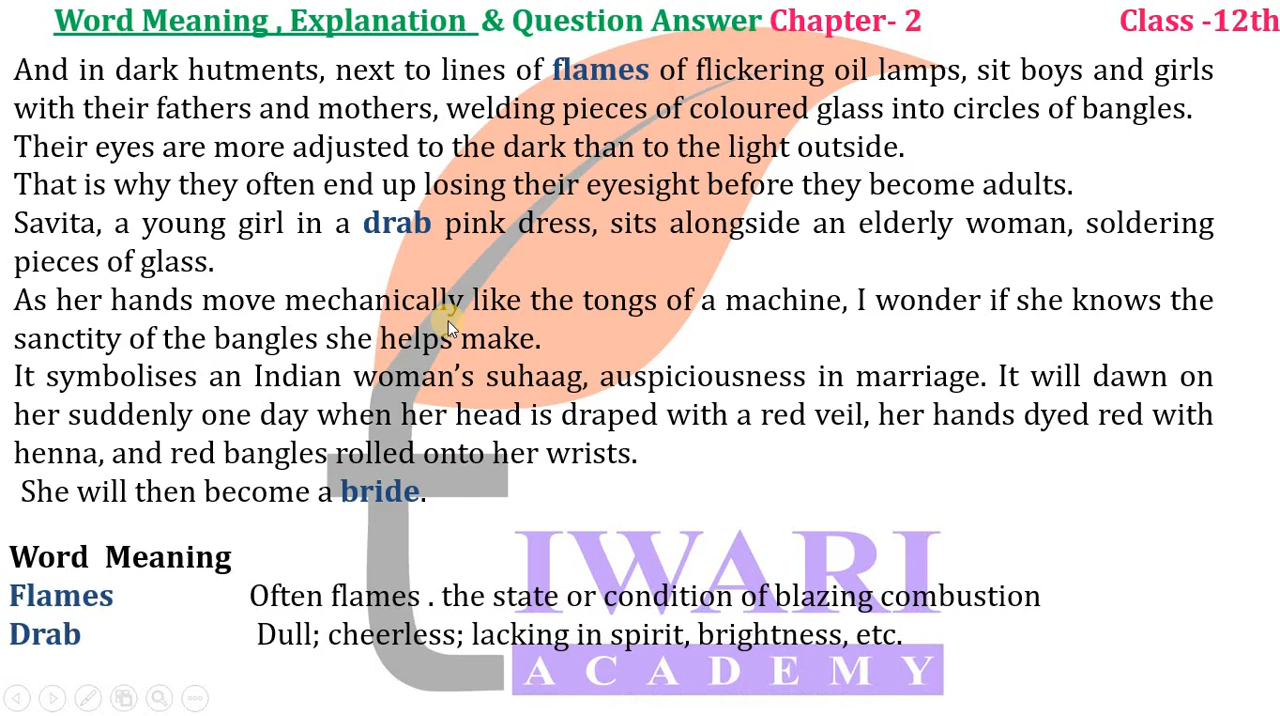 Word Meaning , Explanation & Question Answer Chapter- 2 Class -12th
And in dark hutments, next to lines of flames of flickering oil lamps, sit boys and girls
with their fathers and mothers, welding pieces of coloured glass into circles of bangles.
Their eyes are more adjusted to the dark than to the light outside.
That is why they often end up losing their eyesight before they become adults.
Savita, a young girl in a drab pink dress, sits alongside an elderly woman, soldering
pieces of glass.
As her hands move mechanically like the tongs of a machine, I wonder if she knows the
sanctity of the bangles she helps make.
It symbolises an Indian woman’s suhaag, auspiciousness in marriage. It will dawn on
her suddenly one day when her head is draped with a red veil, her hands dyed red with
henna, and red bangles rolled onto her wrists.
She will then become a bride.
Word Meaning
Flames Often flames . the state or condition of blazing combustion
Drab Dull; cheerless; lacking in spirit, brightness, etc.
tIWARI
ACADEMY